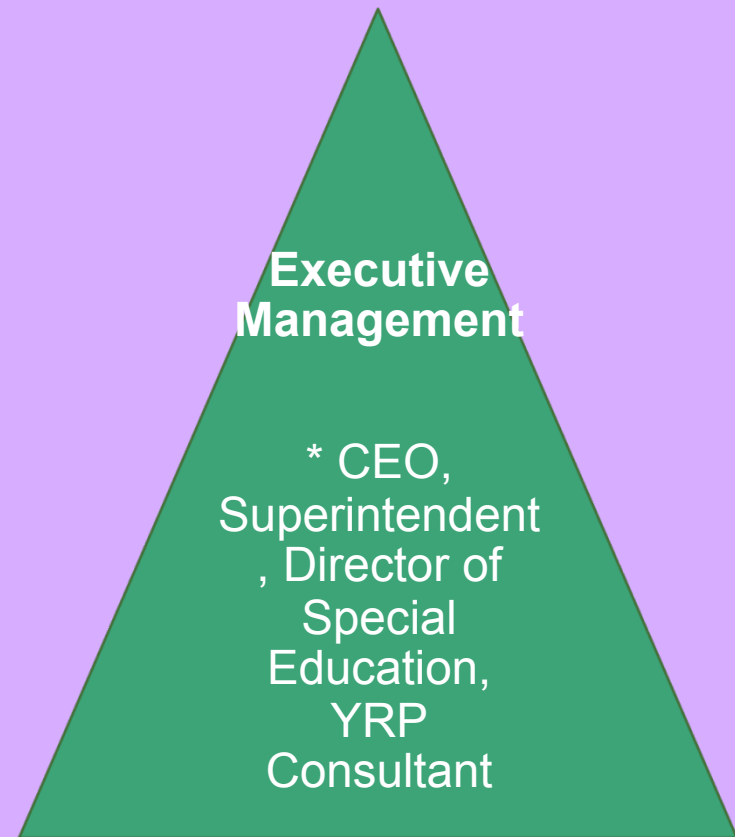 Executive
Management
* CEO,
Superintendent
, Director of
Special
Education,
YRP
Consultant